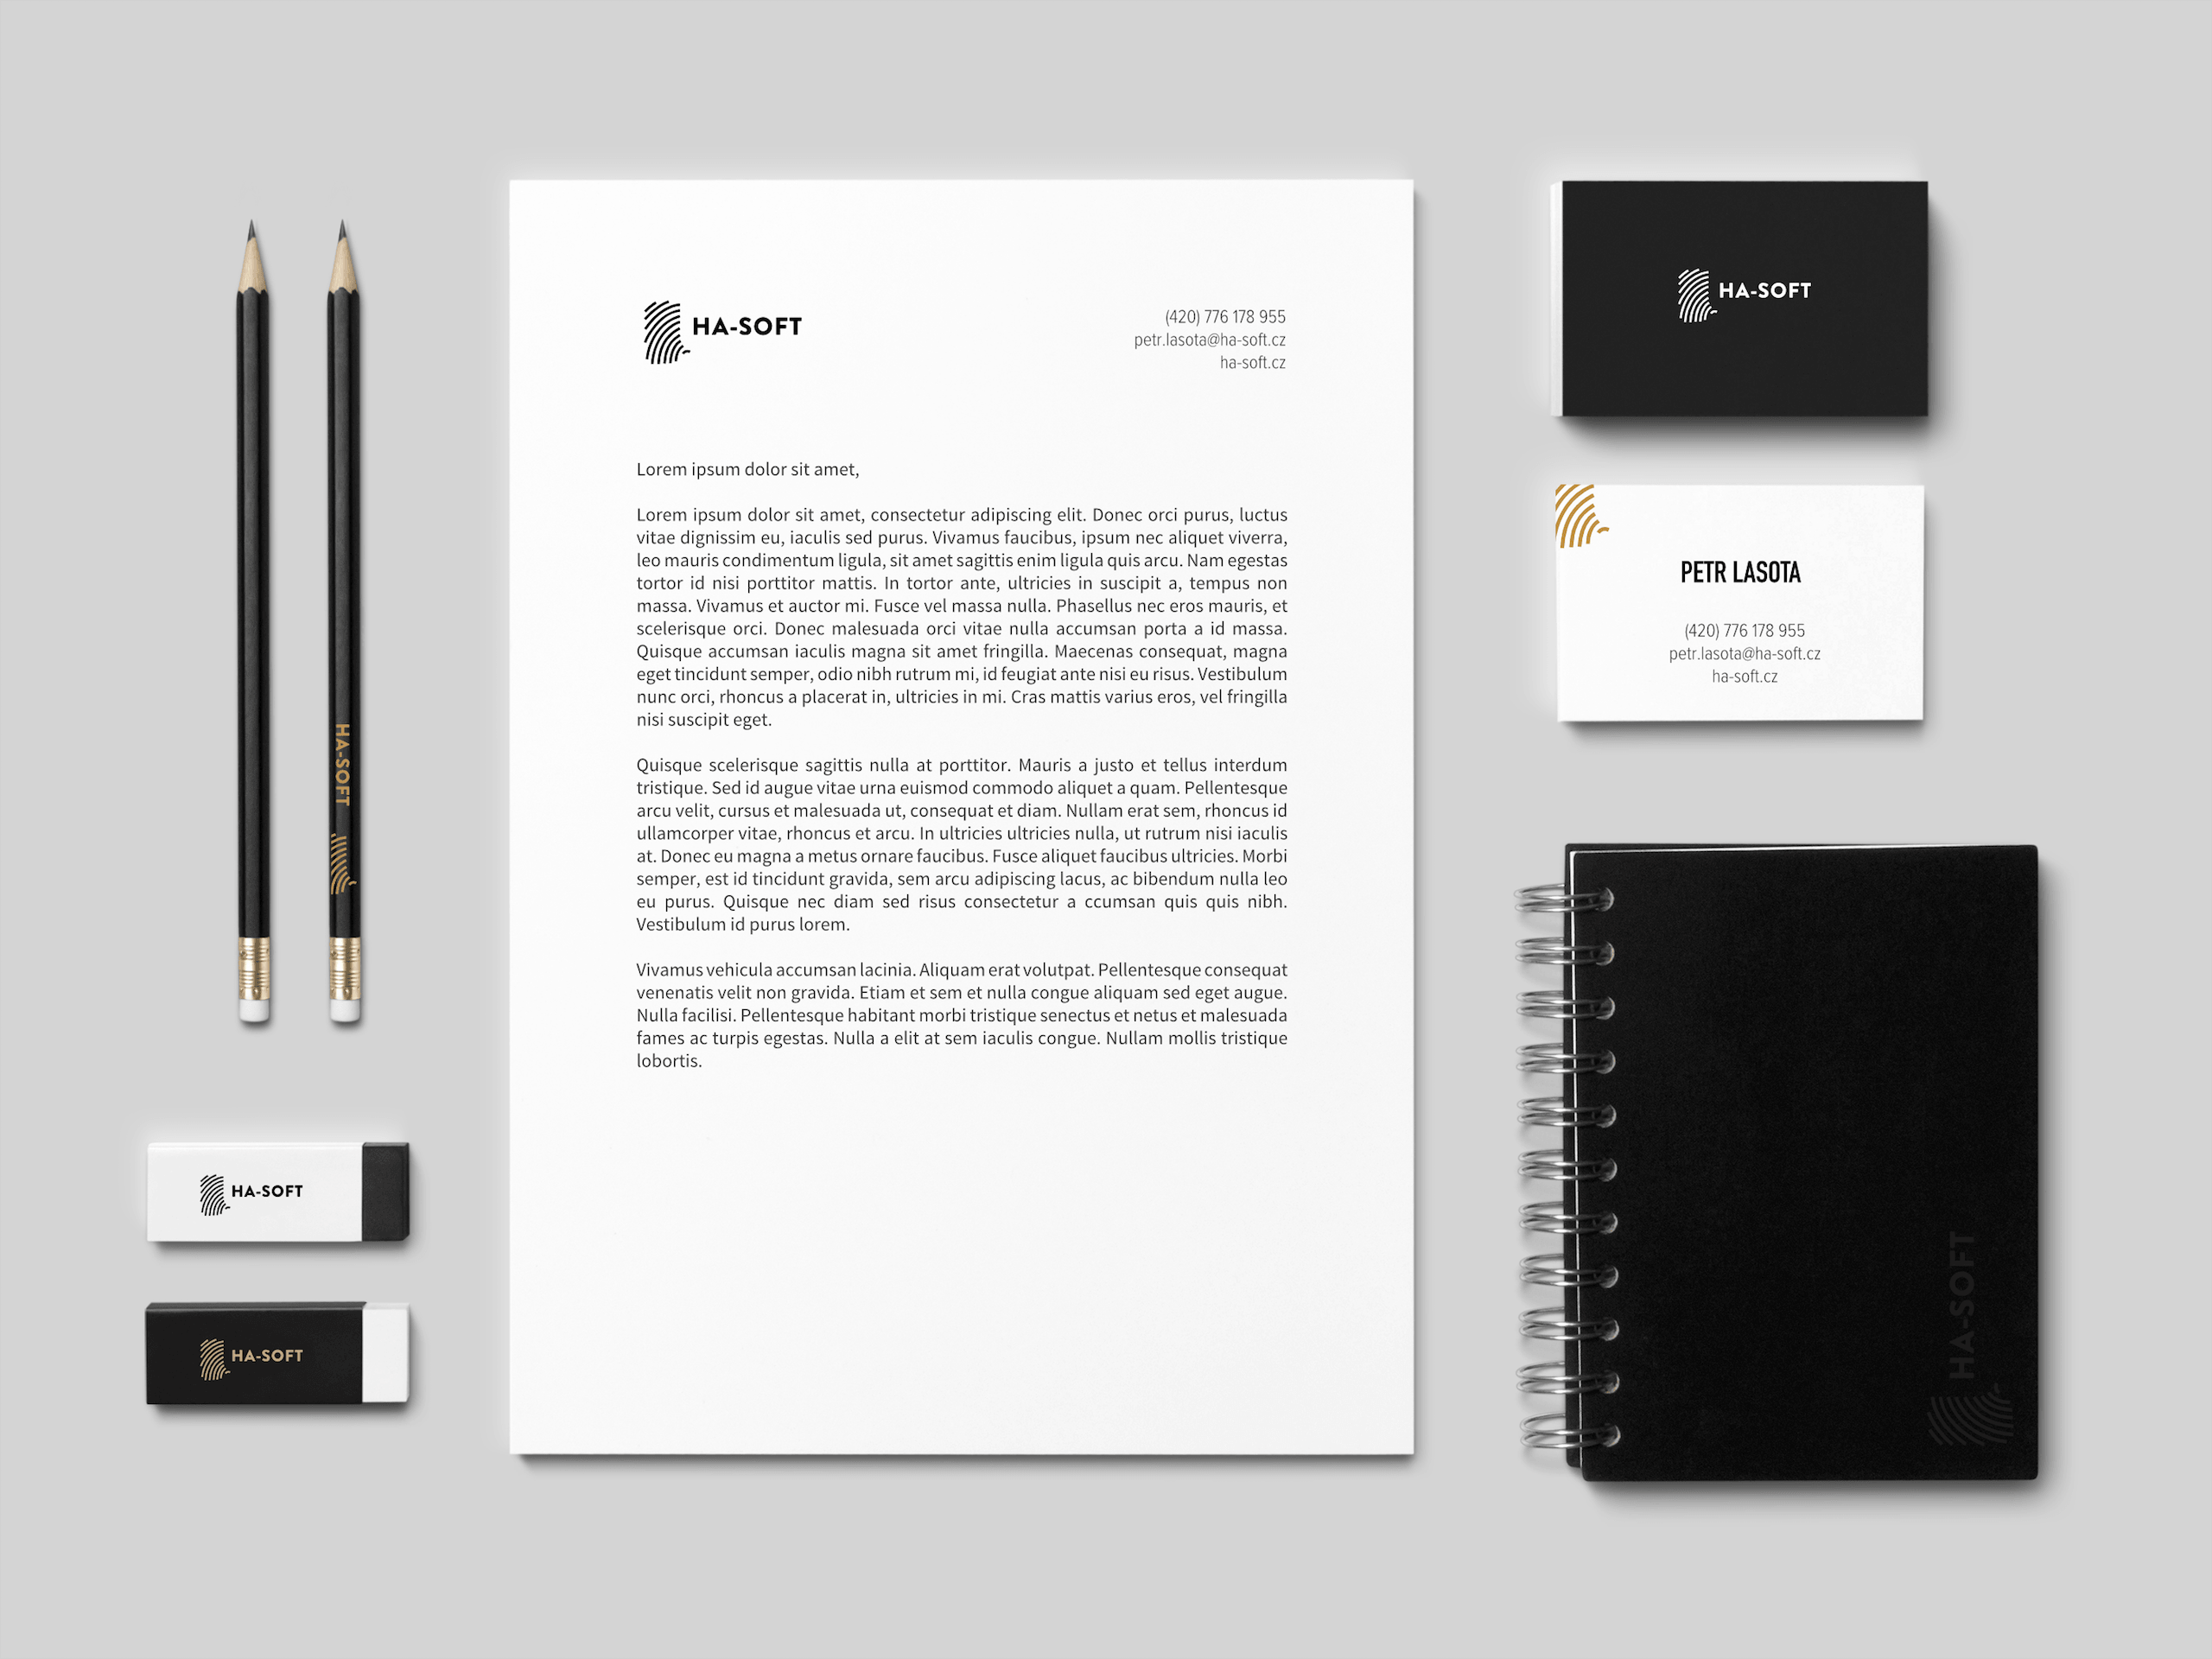 HA-SOFT
(420) 776 178 955
petr.lasota@ha-soft.cz
ha-soft.cz
Lorem ipsum dolor sit amet,
Lorem ipsum dolor sit amet, consectetur adipiscing elit. Donec orci purus, luctus
vitae dignissim eu, iaculis sed purus. Vivamus faucibus, ipsum nec aliquet viverra,
leo mauris condimentum ligula, sit amet sagittis enim ligula quis arcu. Nam egestas
tortor id nisi porttitor mattis. In tortor ante, ultricies in suscipit a, tempus non
massa. Vivamus et auctor mi. Fusce vel massa nulla. Phasellus nec eros mauris, et
scelerisque orci. Donec malesuada orci vitae nulla accumsan porta a id massa.
Quisque accumsan iaculis magna sit amet fringilla. Maecenas consequat, magna
eget tincidunt semper, odio nibh rutrum mi, id feugiat ante nisi eu risus. Vestibulum
nunc orci, rhoncus a placerat in, ultricies in mi. Cras mattis varius eros, vel fringilla
nisi suscipit eget.
Quisque scelerisque sagittis nulla at porttitor. Mauris a justo et tellus interdum
tristique. Sed id augue vitae urna euismod commodo aliquet a quam. Pellentesque
arcu velit, cursus et malesuada ut, consequat et diam. Nullam erat sem, rhoncus id
ullamcorper vitae, rhoncus et arcu. In ultricies ultricies nulla, ut rutrum nisi iaculis
at. Donec eu magna a metus ornare faucibus. Fusce aliquet faucibus ultricies. Morbi
semper, est id tincidunt gravida, sem arcu adipiscing lacus, ac bibendum nulla leo
eu purus. Quisque nec diam sed risus consectetur a ccumsan quis quis nibh.
Vestibulum id purus lorem.
Vivamus vehicula accumsan lacinia. Aliquam erat volutpat. Pellentesque consequat
venenatis velit non gravida. Etiam et sem et nulla congue aliquam sed eget augue.
Nulla facilisi. Pellentesque habitant morbi tristique senectus et netus et malesuada
fames ac turpis egestas. Nulla a elit at sem iaculis congue. Nullam mollis tristique
lobortis.
HA-SOFT
PETR LASOTA
(420) 776 178 955
petr.lasota@ha-soft.cz
ha-soft.cz
HA-SOFT
HA-SOFT
HA-SOFT
HA-SOFT